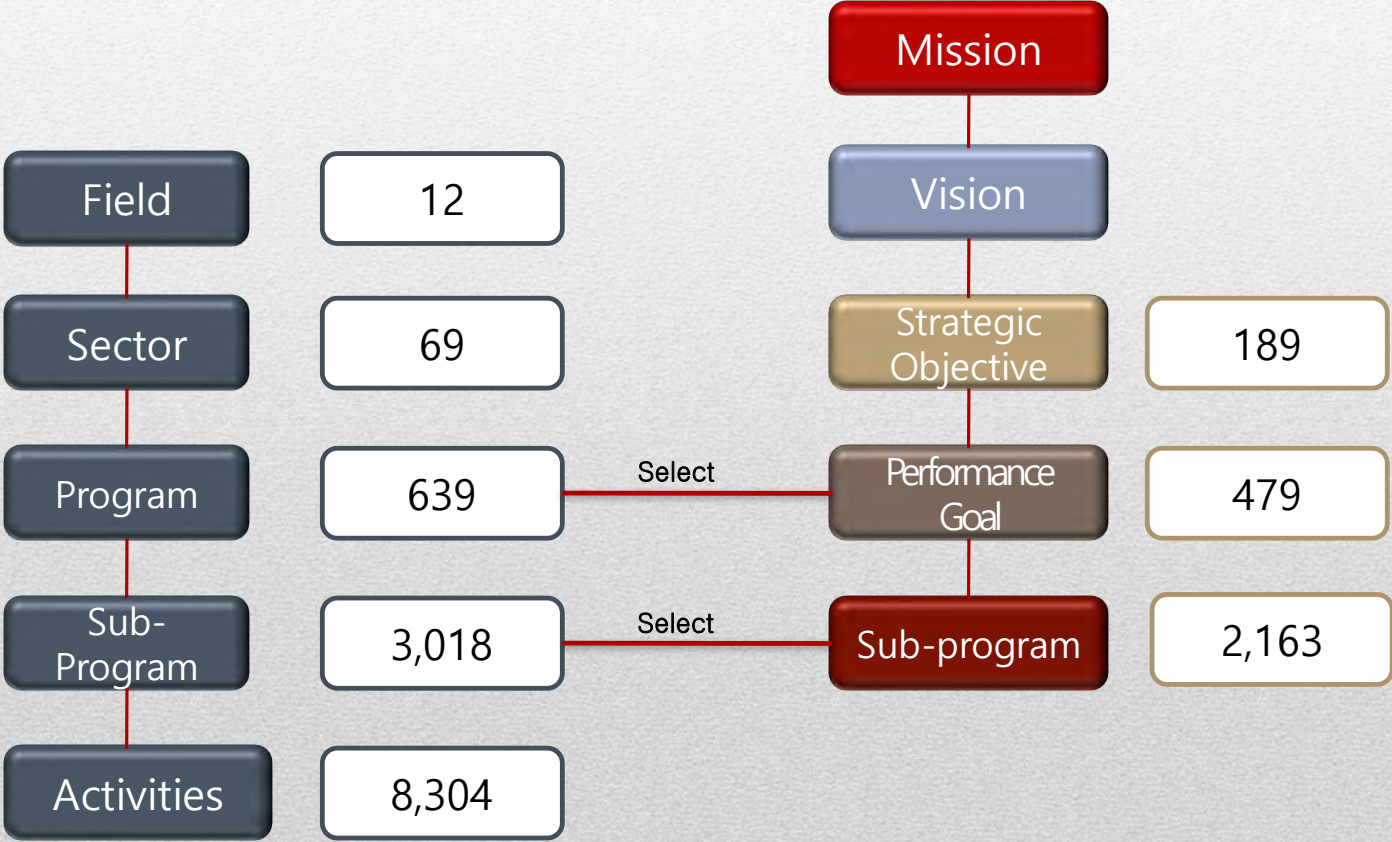 Mission
Field
12
Vision
Sector
69
Strategic
Objective
189
Program
639
Select
Performance
Goal
479
Sub-
Program
3,018
Select
Sub-program
2,163
Activities
8,304